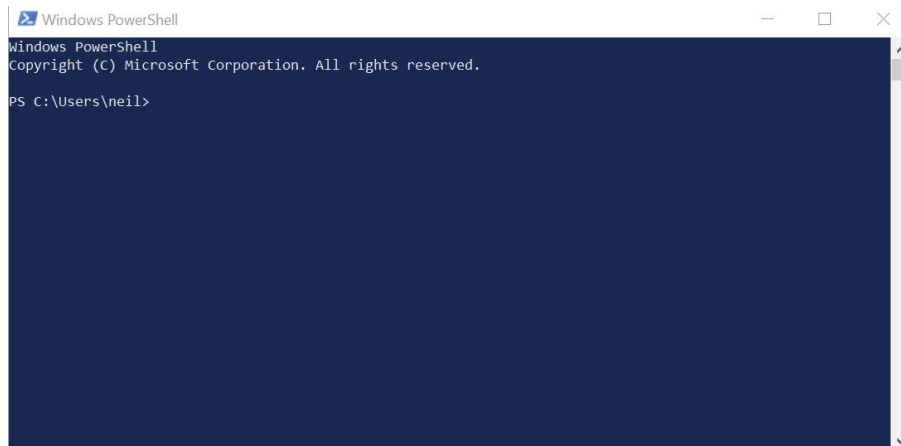 Windows PowerShell
Windows PowerShell
Copyright (C) Microsoft Corporation. All rights reserved.
PS C:\Users\neil>